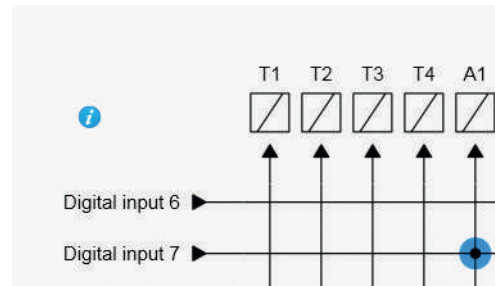 T1 T2 T3 T4 A1
i
Digital input 6
Digital input 7